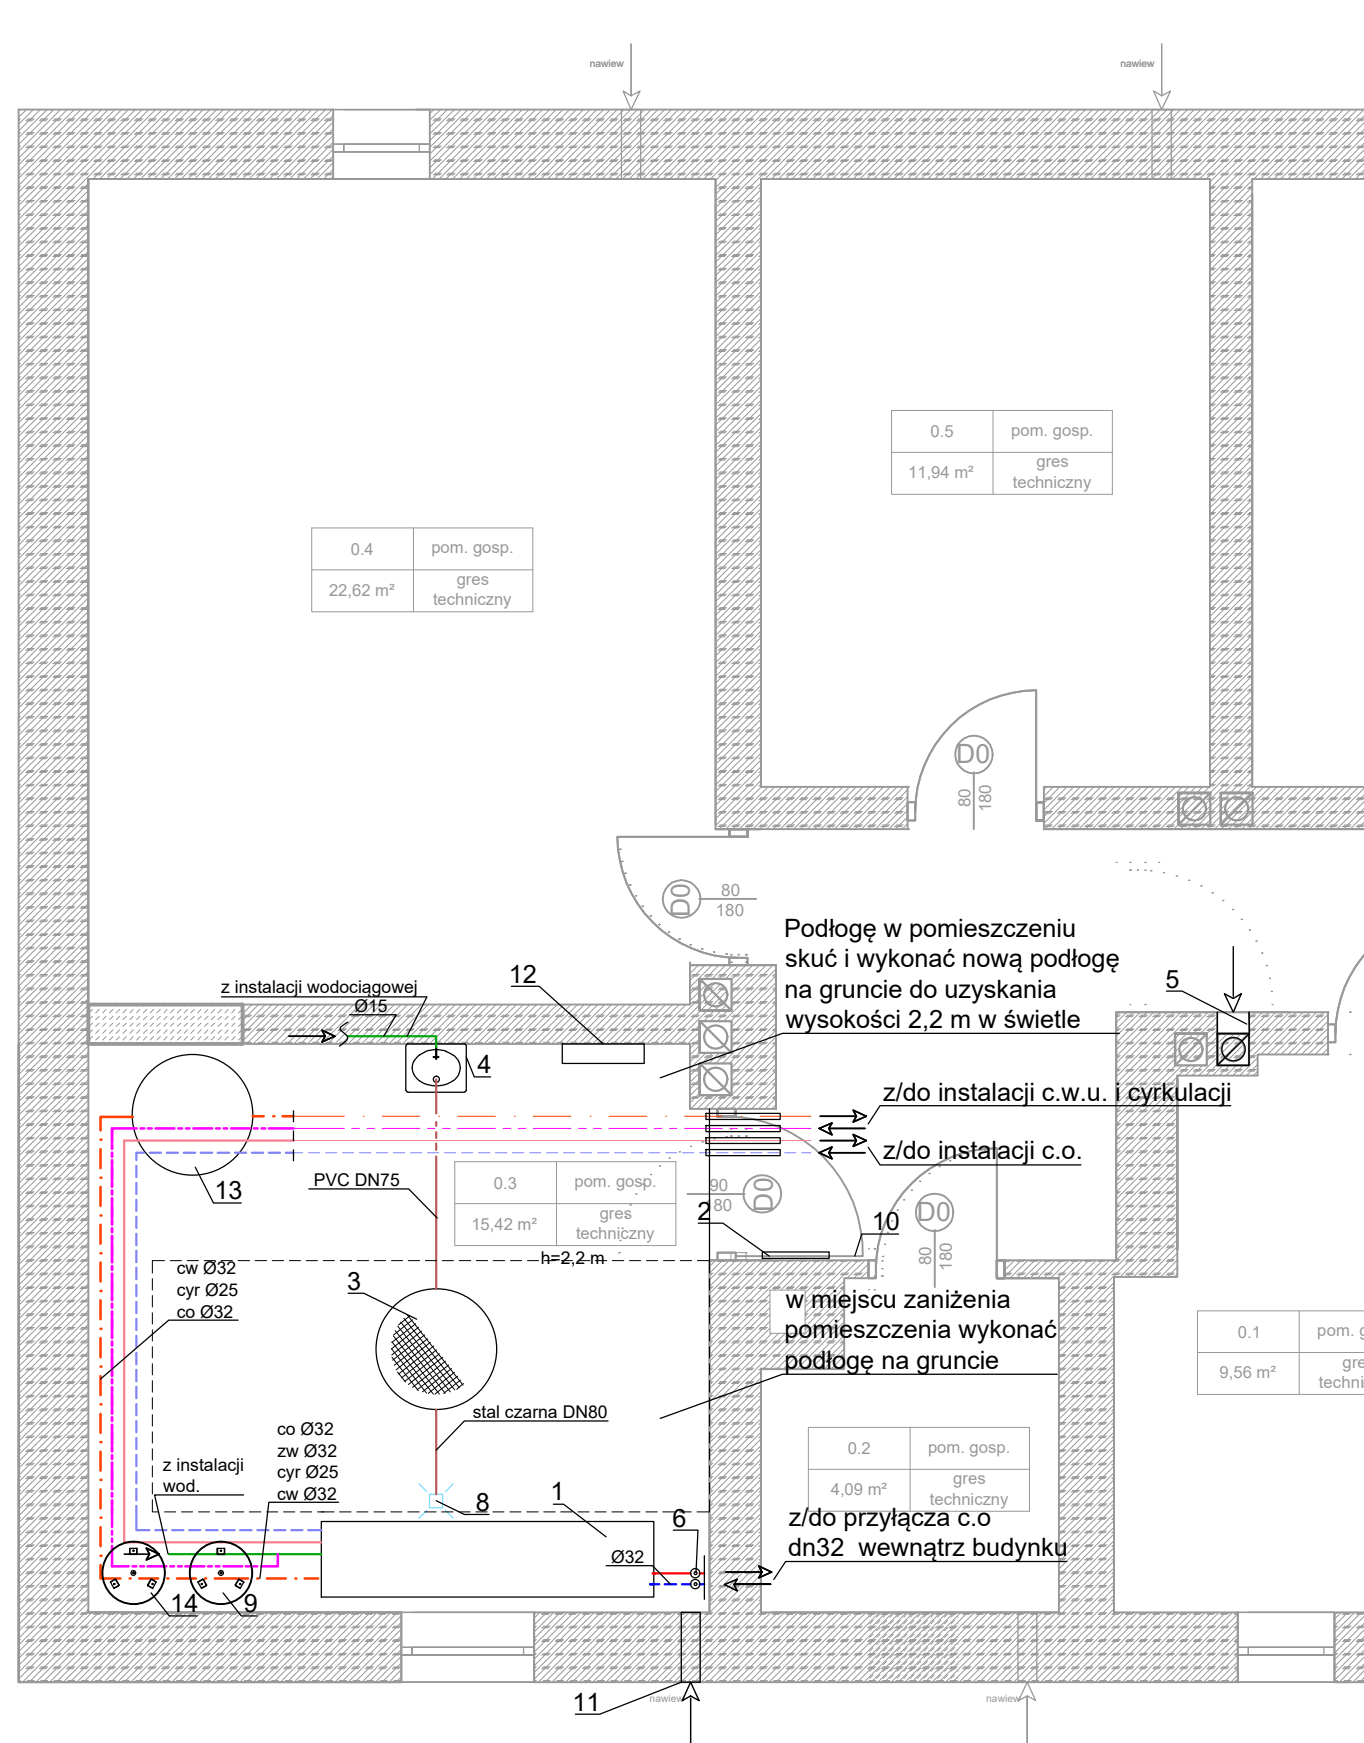 nawiew
nawiew
0.5
pom. gosp.
11,94 m²
gres
techniczny
0.4
pom. gosp.
22,62 m²
gres
techniczny
D0
80
180
D0
80
180
Podłogę w pomieszczeniu
skuć i wykonać nową podłogę
na gruncie do uzyskania
wysokości 2,2 m w świetle
12
5
z instalacji wodociągowej
Ø15
4
z/do instalacji c.w.u. i cyrkulacji
z/do instalacji c.o.
13
PVC DN75
0.3
pom. gosp.
15,42 m²
gres
techniczny
h=2,2 m
90
80
D0
2
10
D0
80
180
cw Ø32
cyr Ø25
co Ø32
3
w miejscu zaniżenia
pomieszczenia wykonać
podłogę na gruncie
0.1
pom. g
9,56 m²
gre
techni
stal czarna DN80
co Ø32
zw Ø32
cyr Ø25
cw Ø32
z instalacji
wod.
0.2
pom. gosp.
4,09 m²
gres
techniczny
8
1
6
Ø32
z/do przyłącza c.o
dn32 wewnątrz budynku
14
9
11
nawiew
nawiew